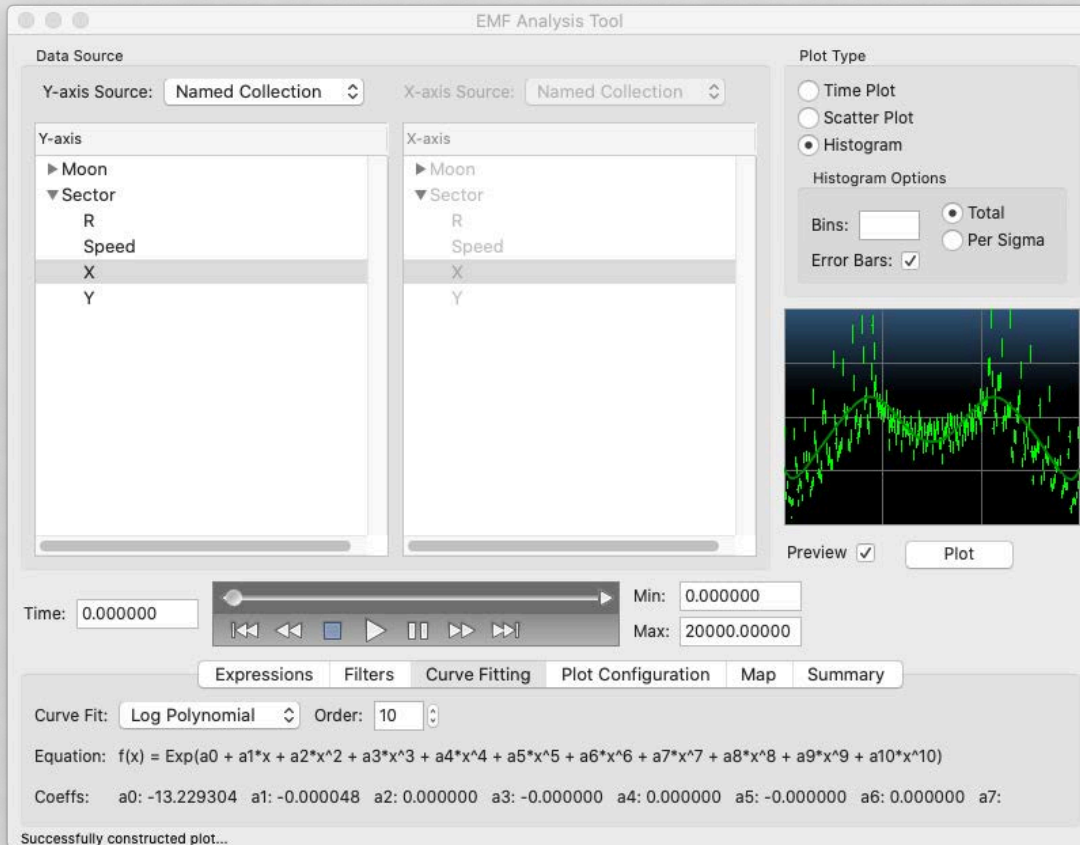 EMF Analysis Tool
Data Source
Y-axis Source: Named Collection X-axis Source: Named Collection
Y-axis
Moon
Sector
R
Speed
X
Y
X-axis
Moon
Sector
R
Speed
X
Y
Plot Type
Time Plot
Scatter Plot
Histogram
Histogram Options
Bins:
Total
Per Sigma
Error Bars:
Preview Plot
Time: 0.000000
Min: 0.000000
Max: 20000.00000
Expressions Filters Curve Fitting Plot Configuration Map Summary
Curve Fit: Log Polynomial Order: 10
Equation: f(x) = Exp(a0 + a1*x + a2*x^2 + a3*x^3 + a4*x^4 + a5*x^5 + a6*x^6 + a7*x^7 + a8*x^8 + a9*x^9 + a10*x^10)
Coeffs: a0: -13.229304 a1: -0.000048 a2: 0.000000 a3: -0.000000 a4: 0.000000 a5: -0.000000 a6: 0.000000 a7:
Successfully constructed plot...